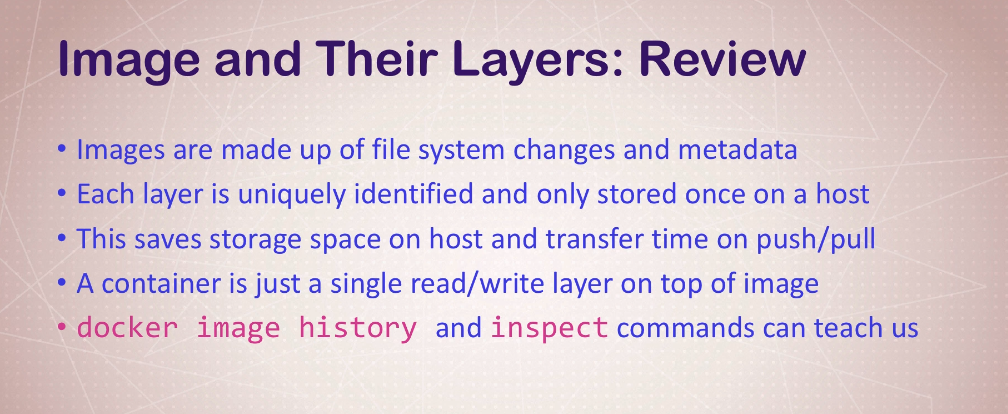 Image and Their Layers: Review
• Images are made up of file system changes and metadata
• Each layer is uniquely identified and only stored once on a host
• This saves storage space on host and transfer time on push/pull
• A container is just a single read/write layer on top of image
• docker image history and inspect commands can teach us